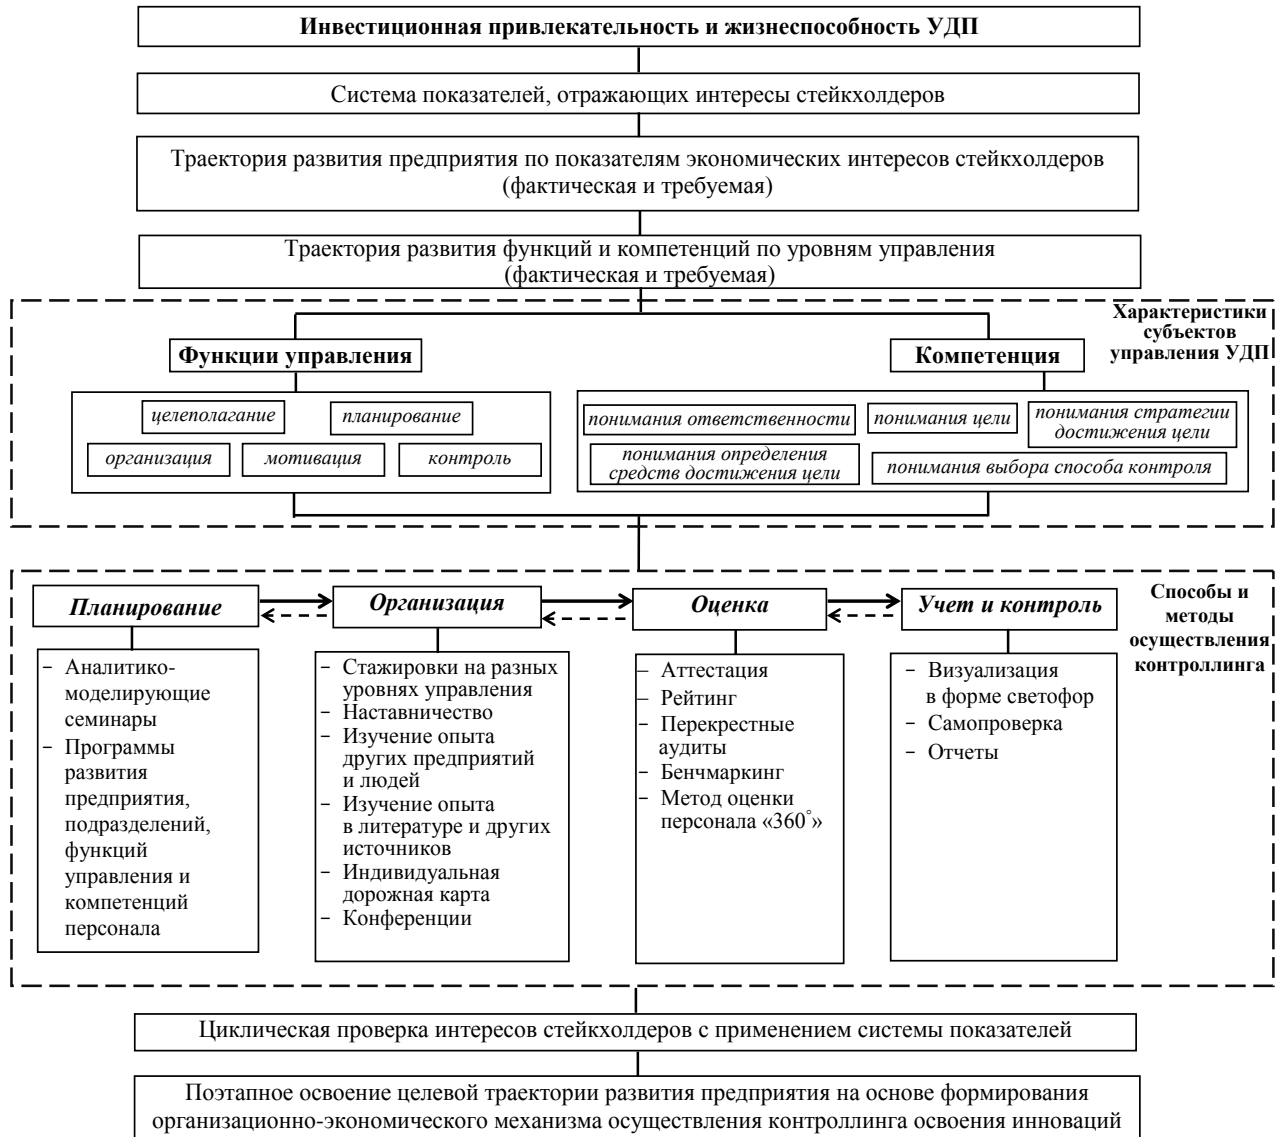 Инвестиционная привлекательность и жизнеспособность УДП
Система показателей, отражающих интересы стейкхолдеров
Траектория развития предприятия по показателям экономических интересов стейкхолдеров
(фактическая и требуемая)
Траектория развития функций и компетенций по уровням управления
(фактическая и требуемая)
Характеристики
субъектов
управления УДП
Функции управления
Компетенция
целеполагание
планирование
организация
мотивация
контроль
понимания ответственности
понимания цели
понимания стратегии
достижения цели
понимания определения
средств достижения цели
понимания выбора способа контроля
Способы и
методы
осуществления
контроллинга
Планирование
Организация
Оценка
Учет и контроль
– Аналитико-
моделирующие
семинары
– Программы
развития
предприятия,
подразделений,
функций
управления и
компетенций
персонала
– Стажировки на разных
уровнях управления
– Наставничество
– Изучение опыта
других предприятий
и людей
– Изучение опыта
в литературе и других
источников
– Индивидуальная
дорожная карта
– Конференции
– Аттестация
– Рейтинг
– Перекрестные
аудиты
– Бенчмаркинг
– Метод оценки
персонала «360°»
– Визуализация
в форме светофор
– Самопроверка
– Отчеты
Циклическая проверка интересов стейкхолдеров с применением системы показателей
Поэтапное освоение целевой траектории развития предприятия на основе формирования
организационно-экономического механизма осуществления контроллинга освоения инноваций